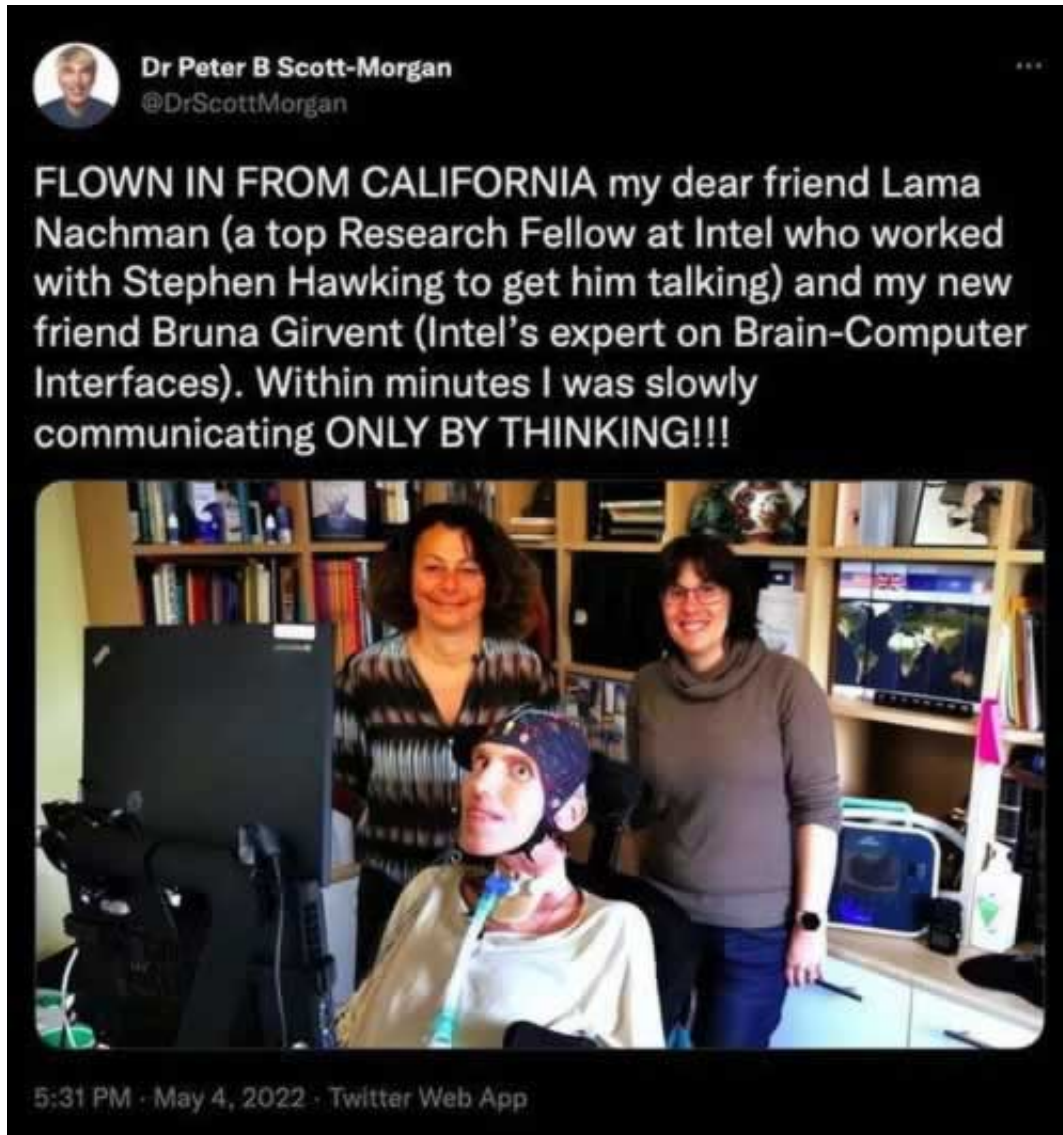 Dr Peter B Scott-Morgan
@DrScottMorgan
FLOWN IN FROM CALIFORNIA my dear friend Lama
Nachman (a top Research Fellow at Intel who worked
with Stephen Hawking to get him talking) and my new
friend Bruna Girvent (Intel’s expert on Brain-Computer
Interfaces). Within minutes I was slowly
communicating ONLY BY THINKING!!!
5:31 PM · May 4, 2022 · Twitter Web App